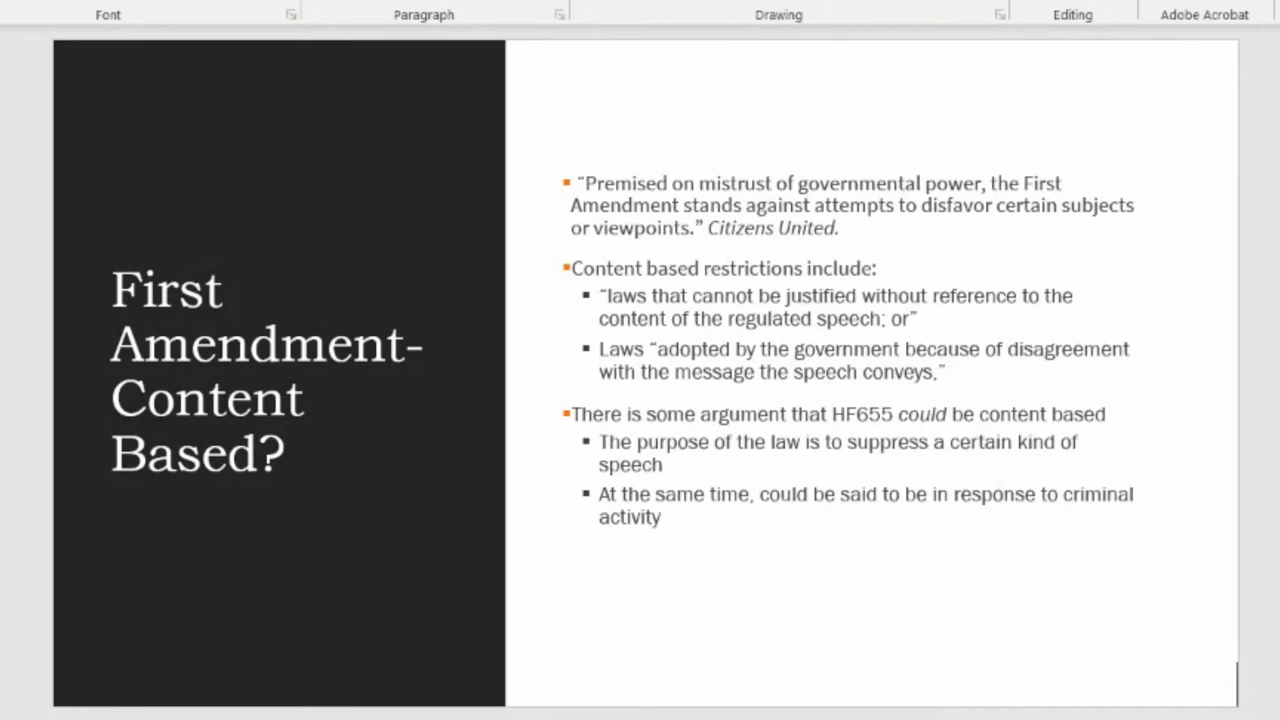 Font
Paragraph
Drawing
Editing
Adobe Acrobat
First
Amendment-
Content
Based?
▪ “Premised on mistrust of governmental power, the First
Amendment stands against attempts to disfavor certain subjects
or viewpoints.” Citizens United.
▪Content based restrictions include:
▪ “laws that cannot be justified without reference to the
content of the regulated speech; or”
▪ Laws “adopted by the government because of disagreement
with the message the speech conveys.”
▪There is some argument that HF655 could be content based
▪ The purpose of the law is to suppress a certain kind of
speech
▪ At the same time, could be said to be in response to criminal
activity